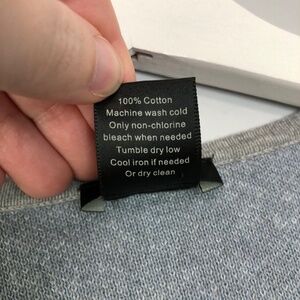 100% Cotton
Machine wash cold
Only non-chlorine
bleach when needed
Tumble dry low
Cool iron if needed
Or dry clean